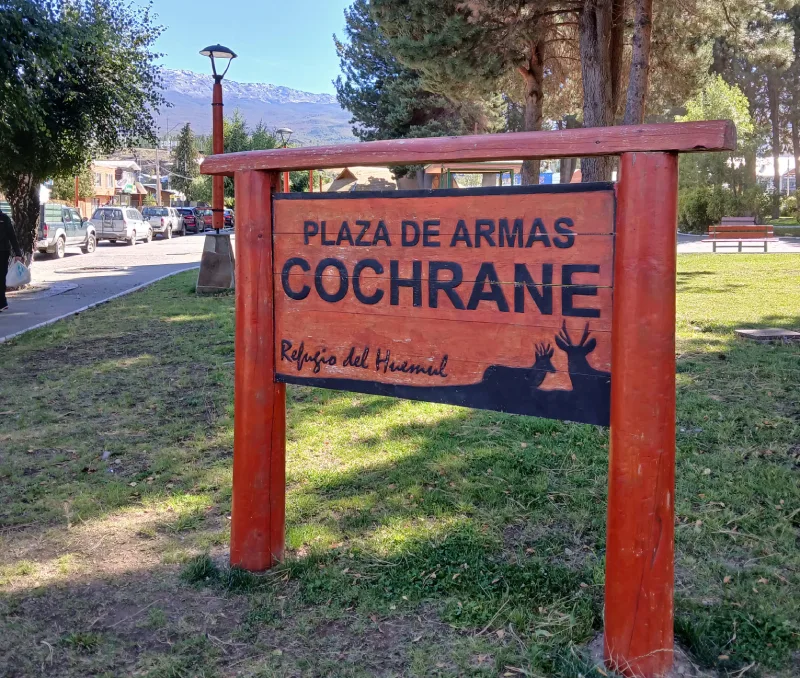 PLAZA DE ARMAS
COCHRANE
Refugio del Huemul